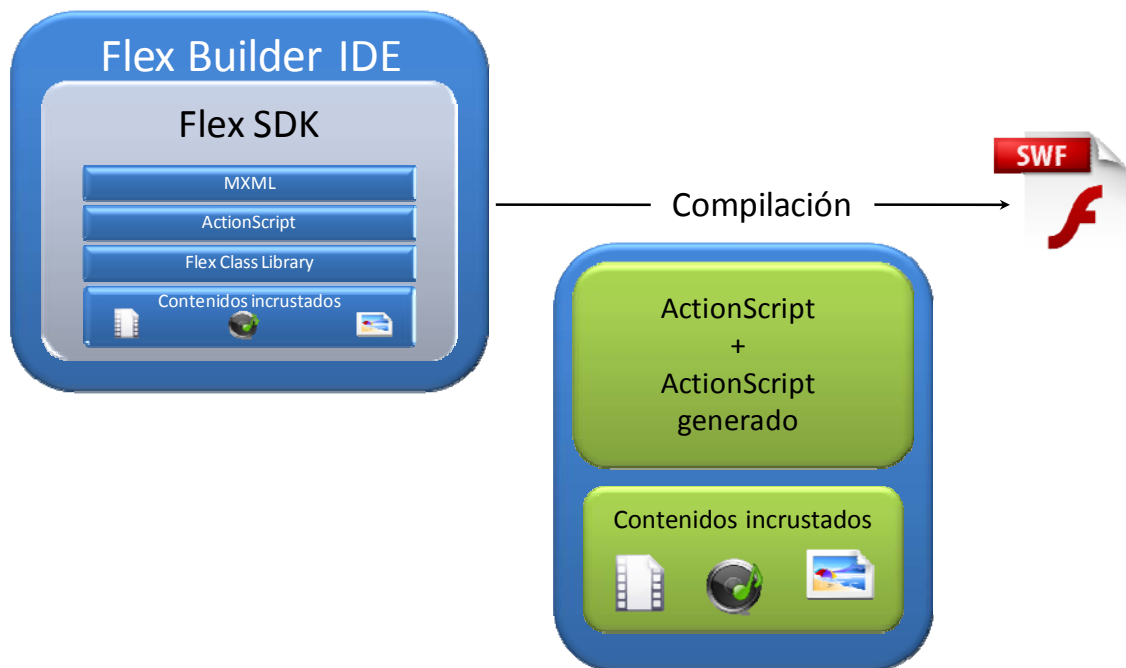 Flex Builder IDE
Flex SDK
MXML
ActionScript
Flex Class Library
Contenidos incrustados
Compilación
SWF
ActionScript
+
ActionScript
generado
Contenidos incrustados